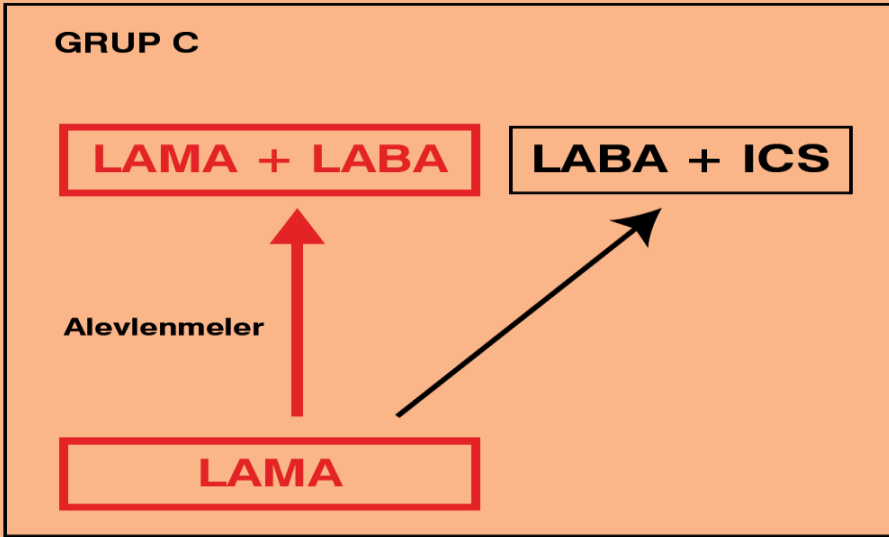 GRUP C
LAMA + LABA
LABA + ICS
Alevlenmeler
LAMA